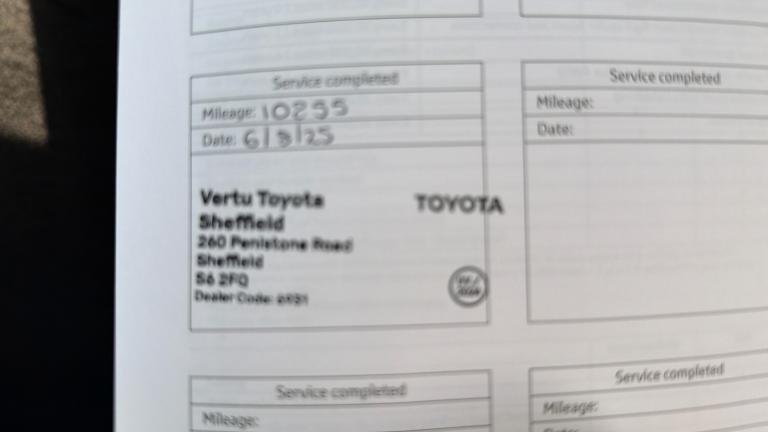 Service completed
Mileage: 10255
Date: 6/8/25
Vertu Toyota
TOYOTA
Sheffield
260 Penistone Road
Sheffield
S6 2FQ
Dealer Code:
Service completed
Mileage:
Date:
Service completed
Mileage:
Service completed
Mileage: